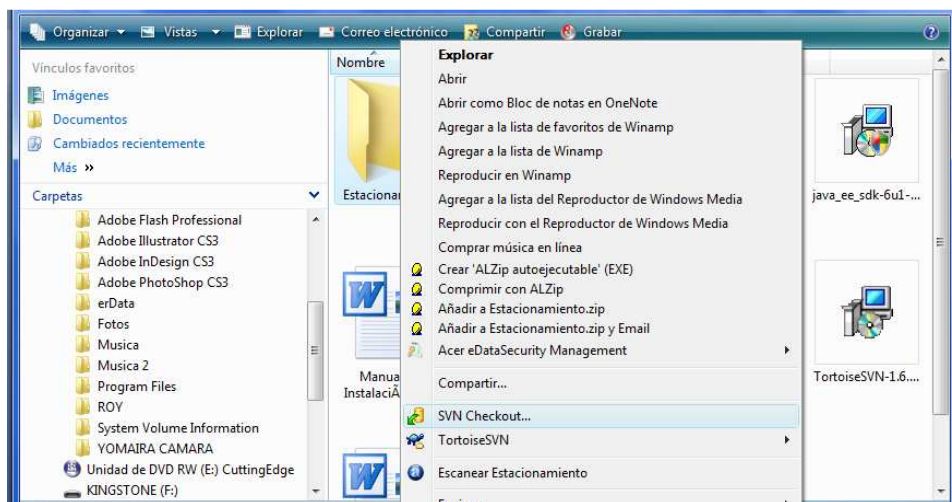 Organizar Vistas Explorar Correo electrónico Compartir Grabar
Vínculos favoritos
Imágenes
Documentos
Cambiados recientemente
Más »
Carpetas
Adobe Flash Professional
Adobe Illustrator CS3
Adobe InDesign CS3
Adobe PhotoShop CS3
erData
Fotos
Musica
Musica 2
Program Files
ROY
System Volume Information
YOMAIRA CAMARA
Unidad de DVD RW (E:) CuttingEdge
KINGSTONE (F:)
Nombre
Estacionar
Manua
InstalaciÃ
Explorar
Abrir
Abrir como Bloc de notas en OneNote
Agregar a la lista de favoritos de Winamp
Agregar a la lista de Winamp
Reproducir en Winamp
Agregar a la lista del Reproductor de Windows Media
Reproducir con el Reproductor de Windows Media
Comprar música en línea
Crear 'ALZip autoejecutable' (EXE)
Comprimir con ALZip
Añadir a Estacionamiento.zip
Añadir a Estacionamiento.zip y Email
Acer eDataSecurity Management
Compartir...
SVN Checkout...
TortoiseSVN
Escanear Estacionamiento
java_ee_sdk-6u1-...
TortoiseSVN-1.6....